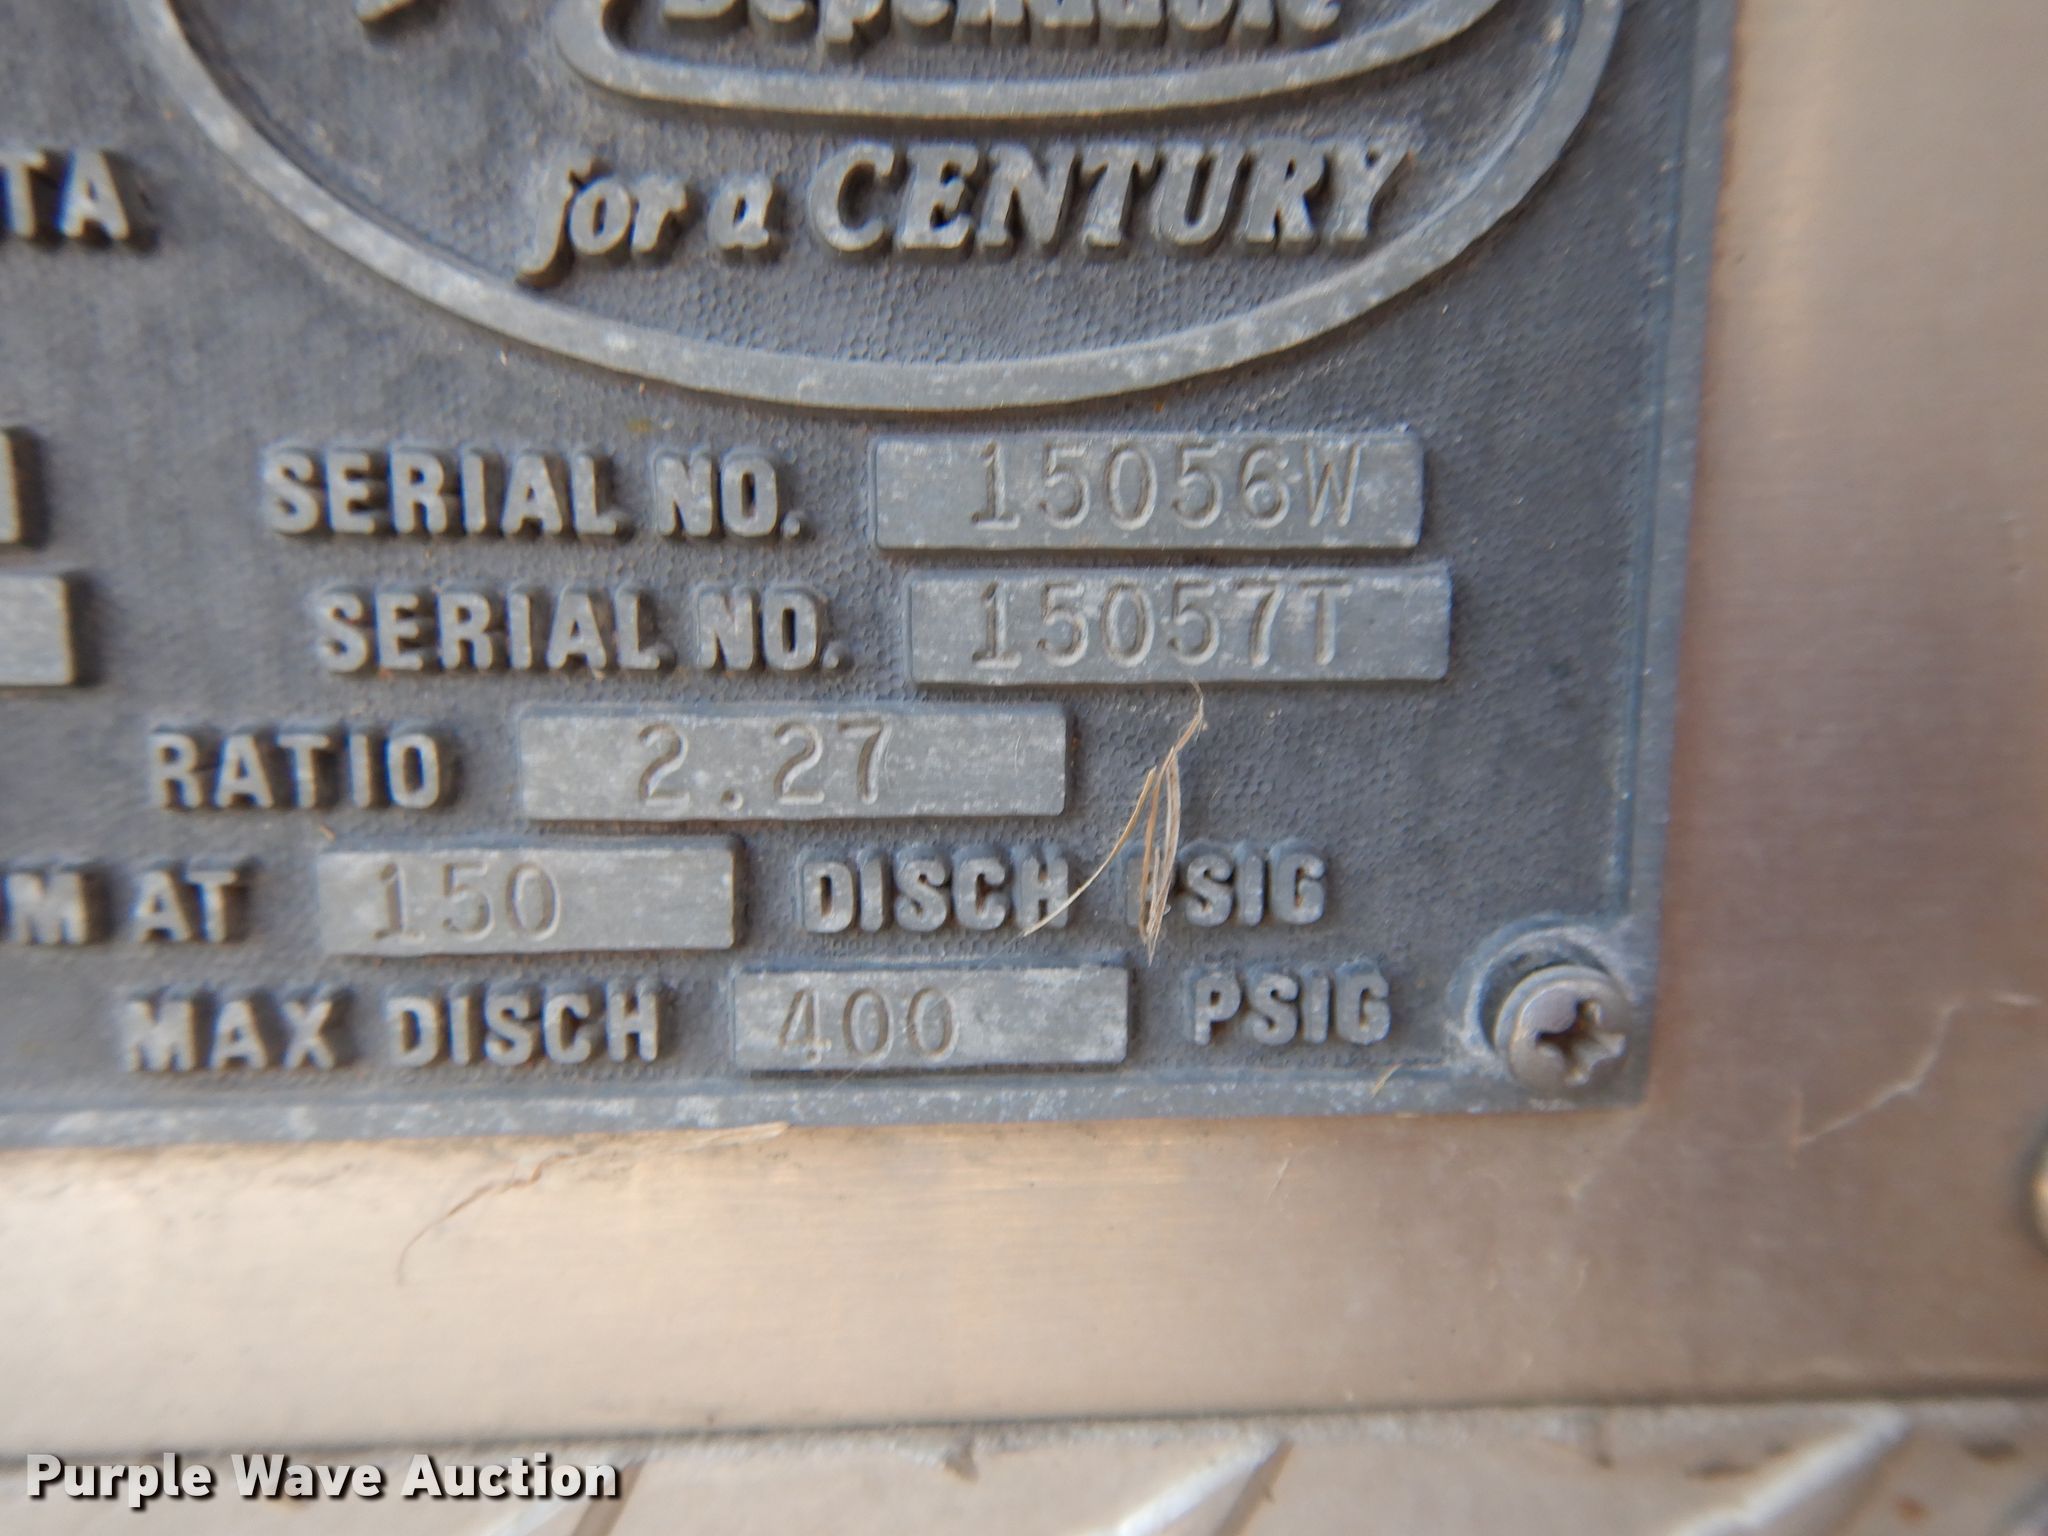 Dependable
for a CENTURY
TA
SERIAL NO. 15056W
SERIAL NO. 15057T
RATIO 2.27
M AT 150 DISCH PSIG
MAX DISCH 400 PSIG
Purple Wave Auction